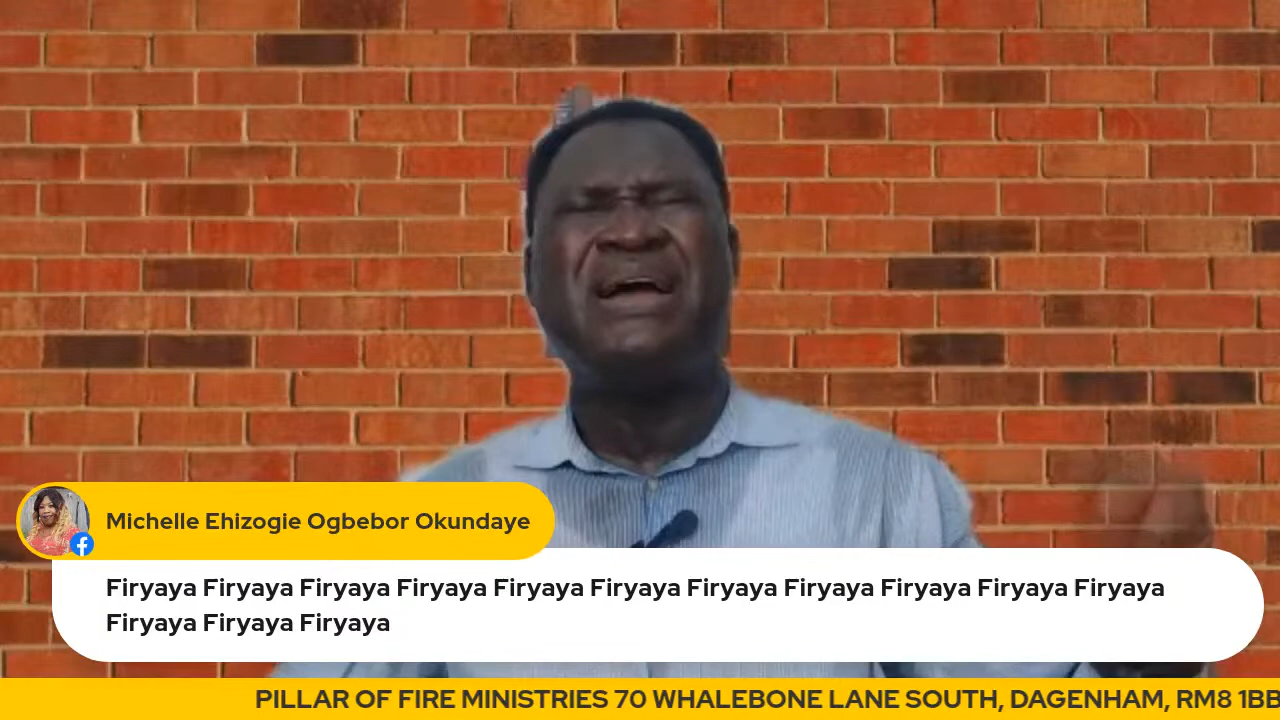 Michelle Ehizogie Ogbebor Okundaye
Firyaya Firyaya Firyaya Firyaya Firyaya Firyaya Firyaya Firyaya Firyaya Firyaya Firyaya
Firyaya Firyaya Firyaya
PILLAR OF FIRE MINISTRIES 70 WHALEBONE LANE SOUTH, DAGENHAM, RM8 1BB